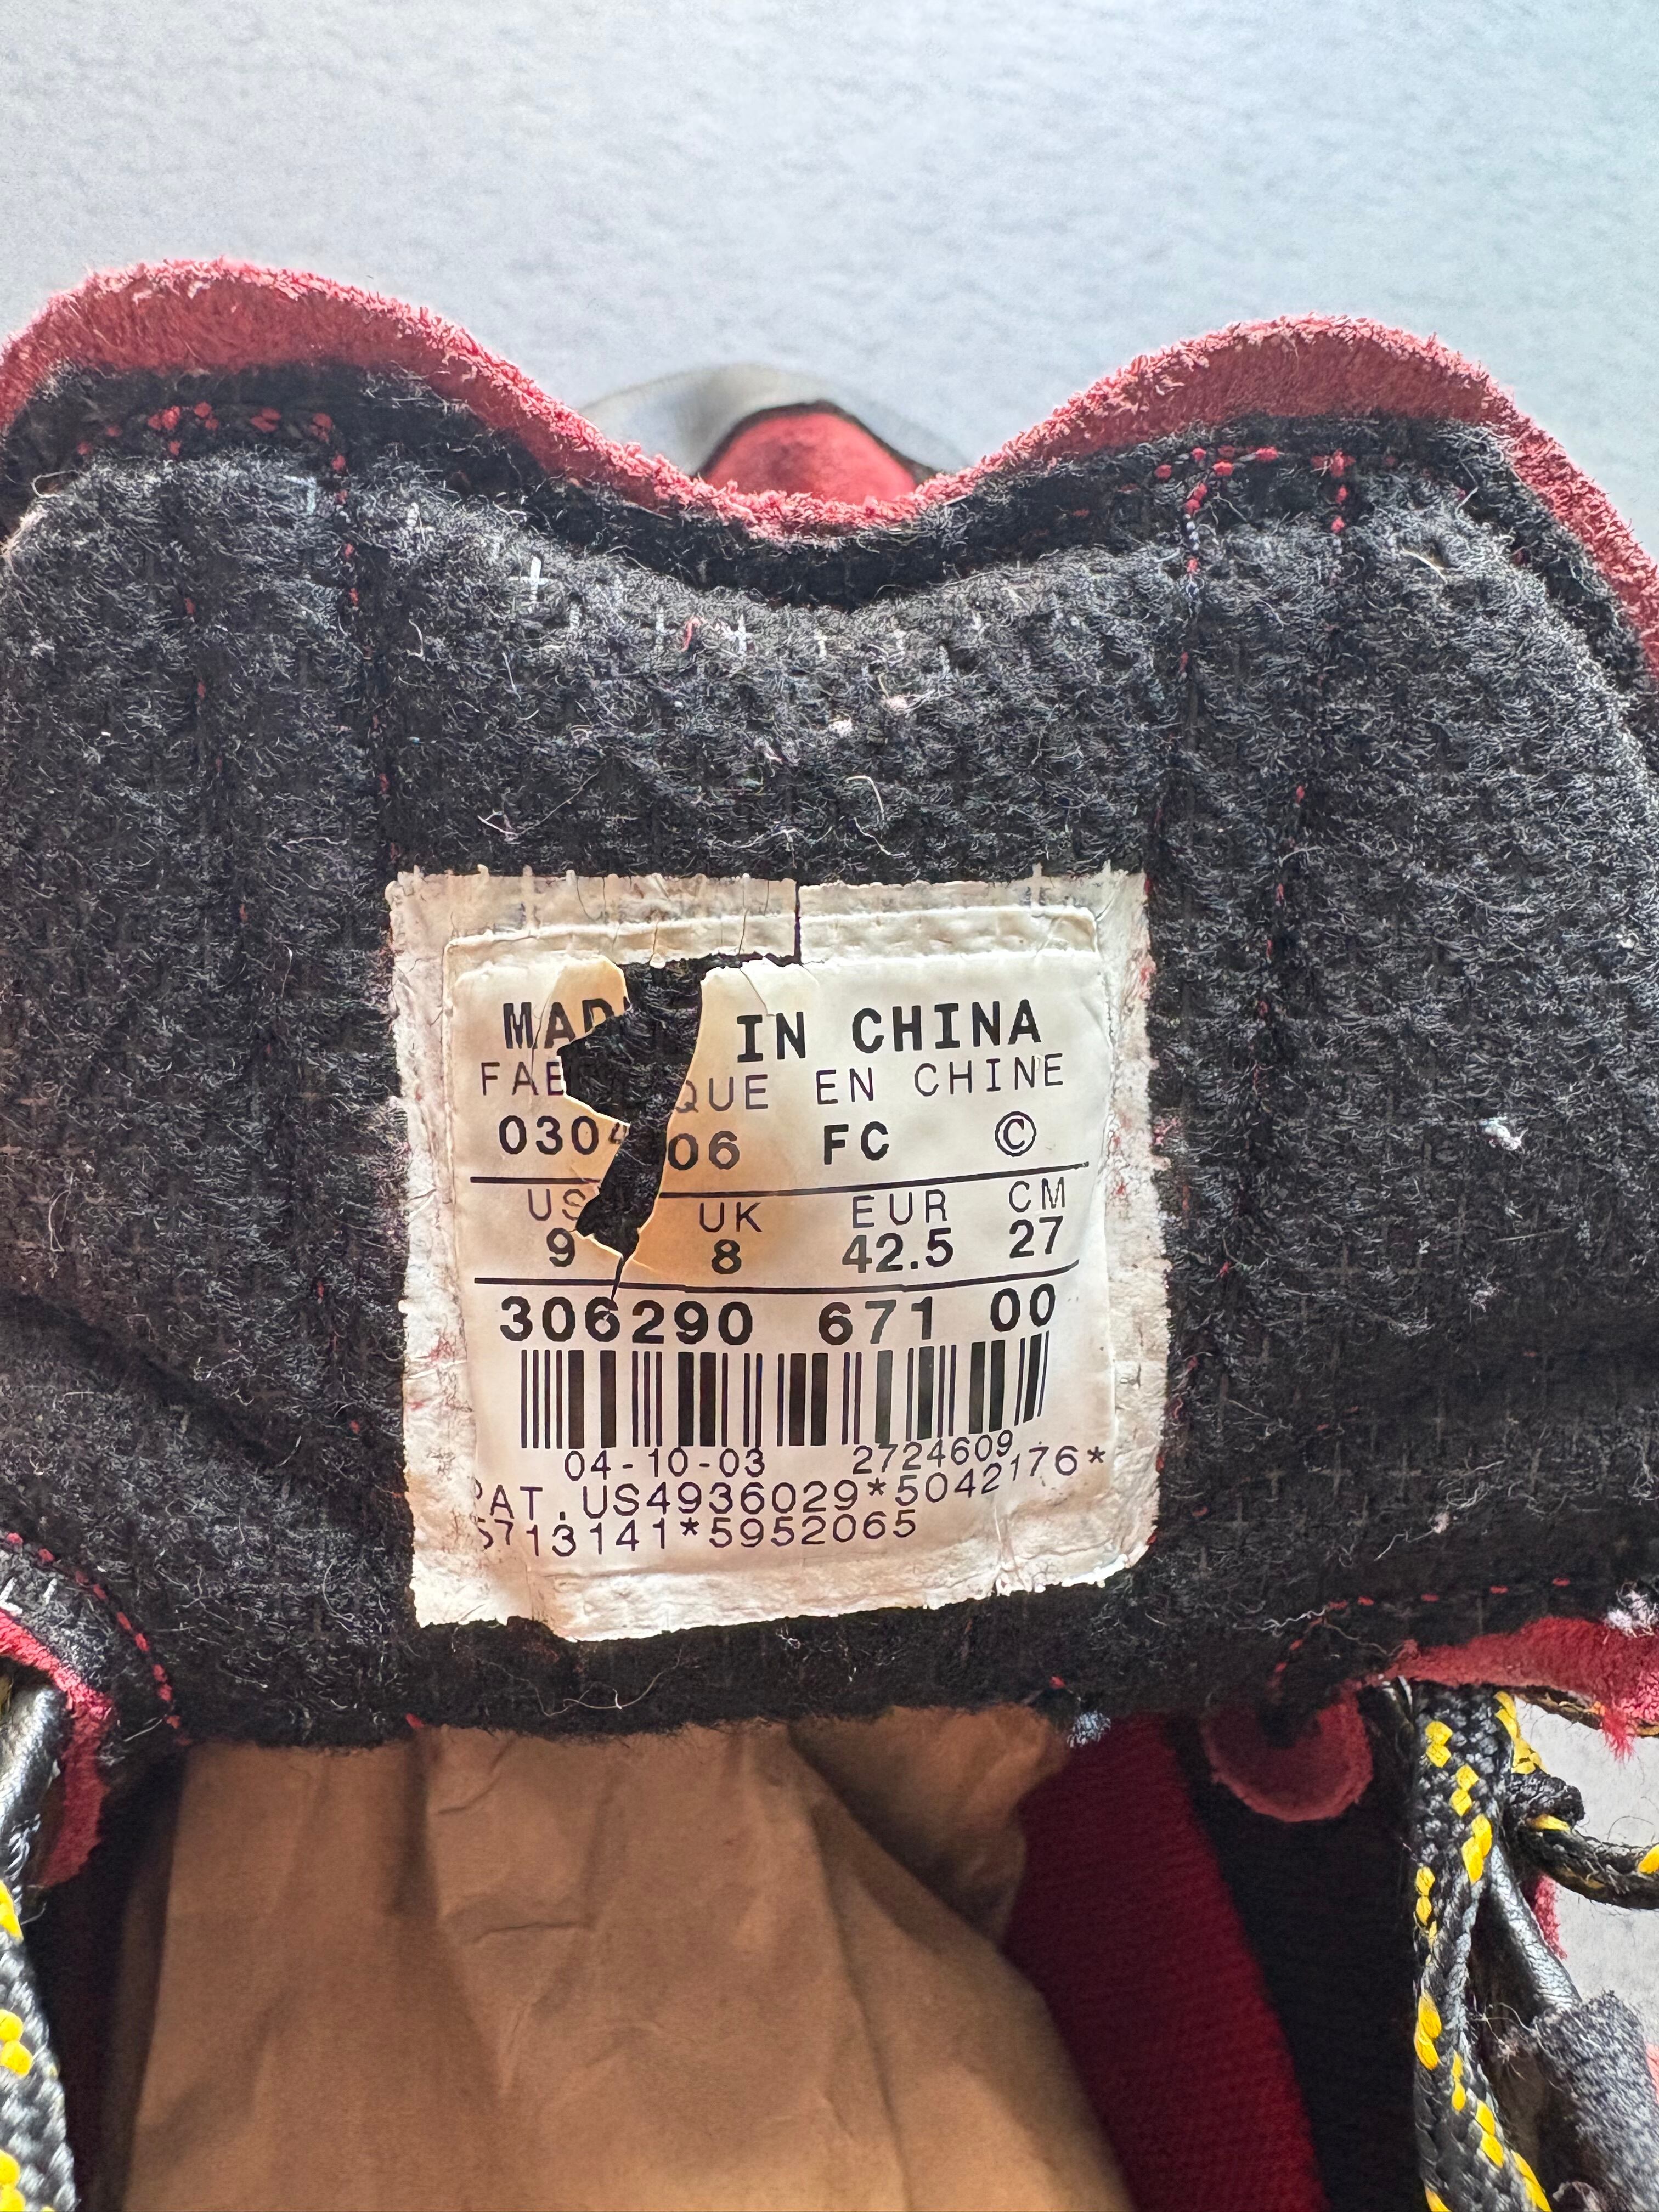 MAD IN CHINA
FAB QUE EN CHINE
030 06 FC ©
US UK EUR CM
9 8 42.5 27
306290 671 00
04-10-03 2724609
PAT.US4936029*5042176*
5713141*5952065